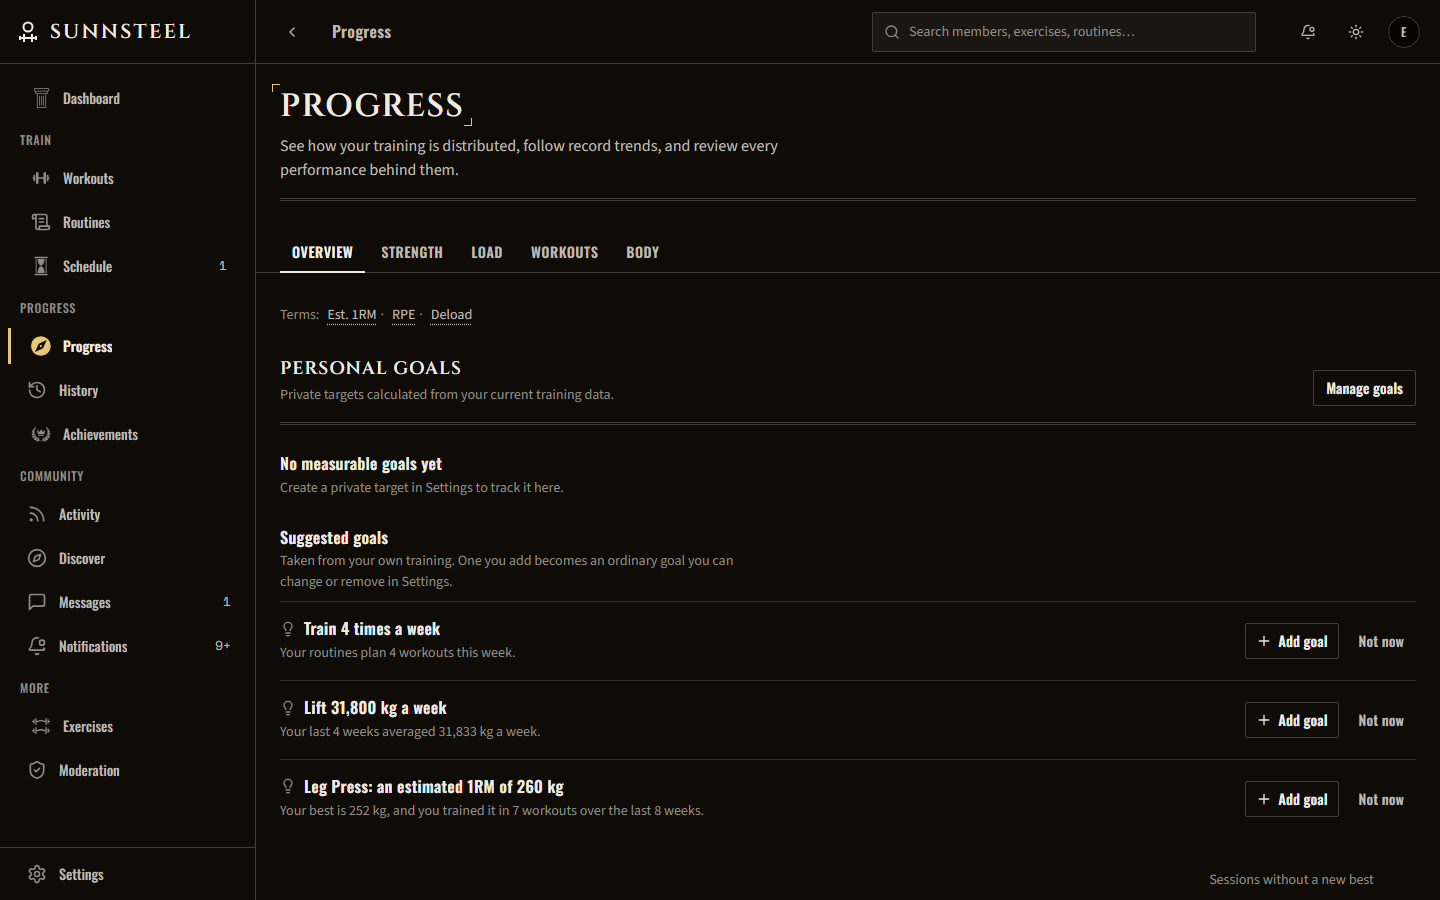 SUNNSTEEL
Progress
Search members, exercises, routines...
E
Dashboard
TRAIN
Workouts
Routines
Schedule 1
PROGRESS
Progress
History
Achievements
COMMUNITY
Activity
Discover
Messages 1
Notifications 9+
MORE
Exercises
Moderation
Settings
PROGRESS
See how your training is distributed, follow record trends, and review every
performance behind them.
OVERVIEW STRENGTH LOAD WORKOUTS BODY
Terms: Est. 1RM · RPE · Deload
PERSONAL GOALS
Private targets calculated from your current training data.
Manage goals
No measurable goals yet
Create a private target in Settings to track it here.
Suggested goals
Taken from your own training. One you add becomes an ordinary goal you can
change or remove in Settings.
Train 4 times a week
Your routines plan 4 workouts this week.
+ Add goal Not now
Lift 31,800 kg a week
Your last 4 weeks averaged 31,833 kg a week.
+ Add goal Not now
Leg Press: an estimated 1RM of 260 kg
Your best is 252 kg, and you trained it in 7 workouts over the last 8 weeks.
+ Add goal Not now
Sessions without a new best